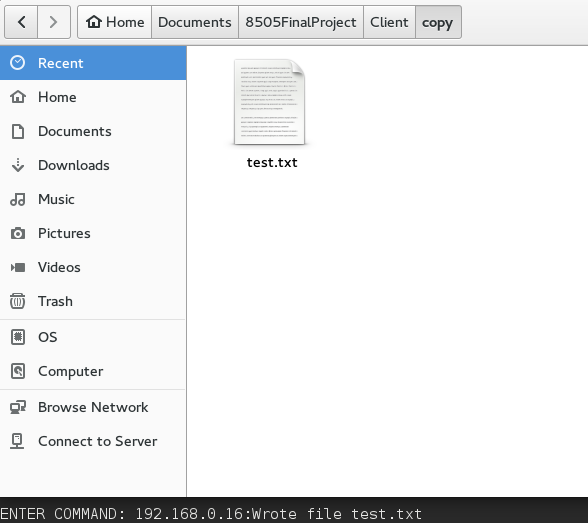 Home Documents 8505FinalProject Client copy
Recent
Home
Documents
Downloads
Music
Pictures
Videos
Trash
OS
Computer
Browse Network
Connect to Server
test.txt
ENTER COMMAND: 192.168.0.16:Wrote file test.txt